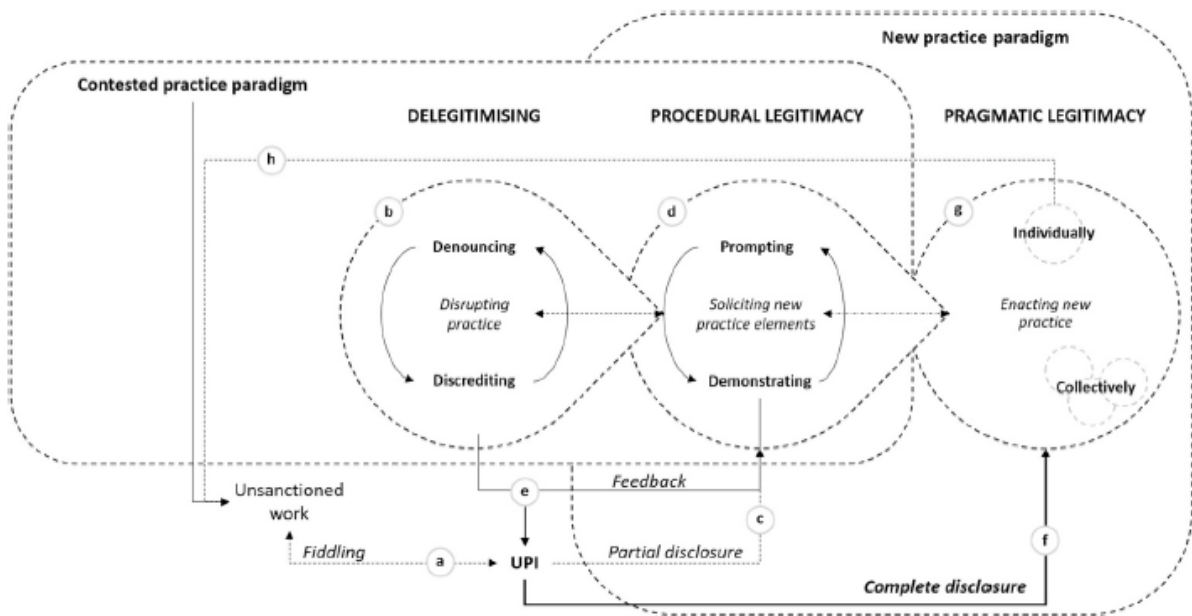 New practice paradigm
Contested practice paradigm
DELEGITIMISING
PROCEDURAL LEGITIMACY
PRAGMATIC LEGITIMACY
h
b
d
g
Denouncing
Prompting
Individually
Disrupting
practice
Soliciting new
practice elements
Enacting new
practice
Discrediting
Demonstrating
Collectively
Unsanctioned
work
e
Feedback
c
f
Fiddling
a
UPI
Partial disclosure
Complete disclosure